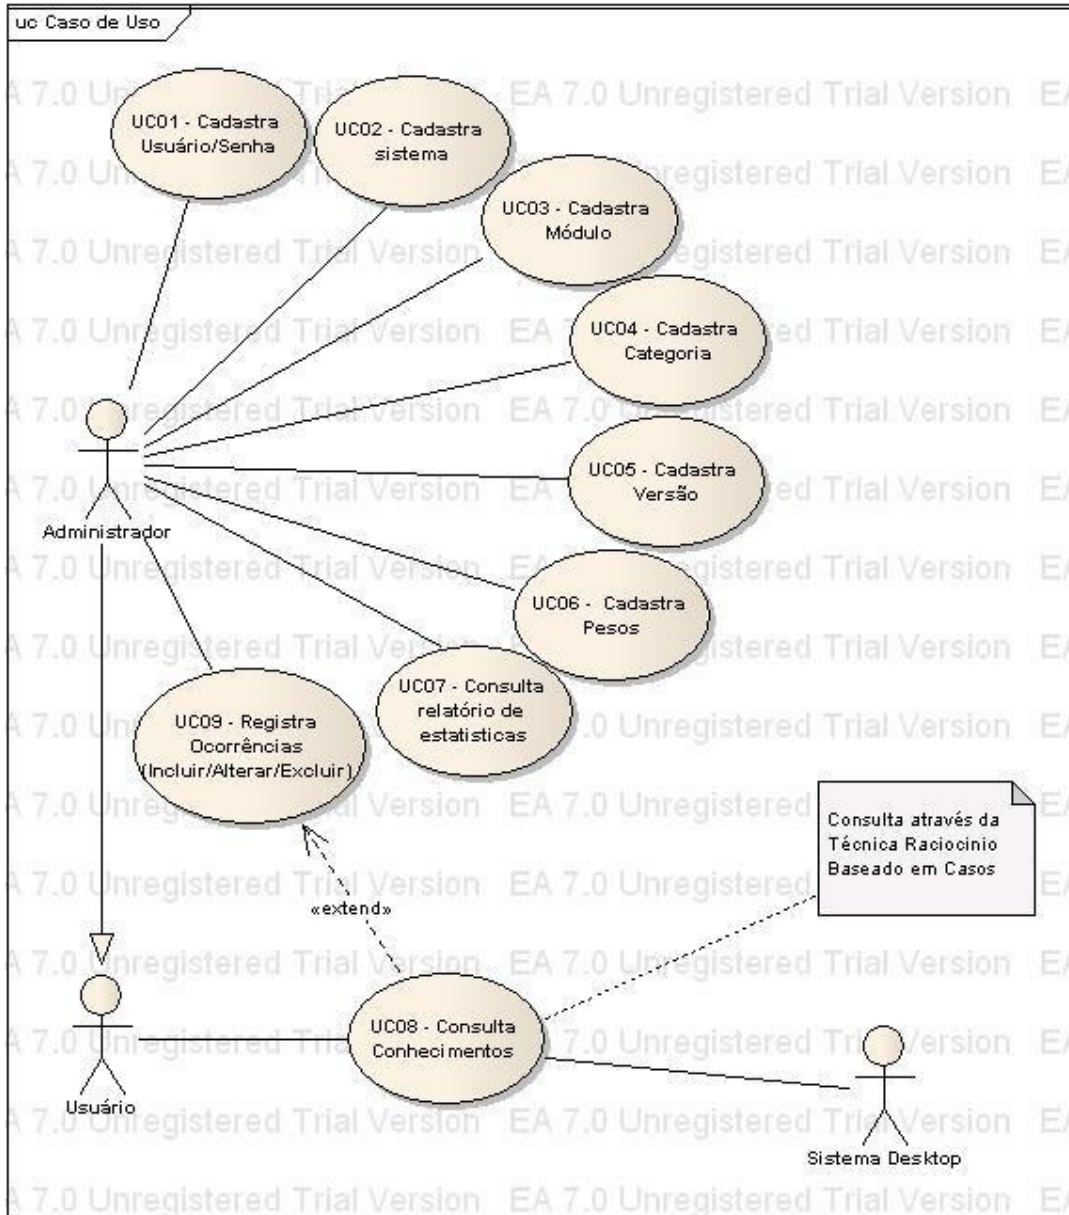 uc Caso de Uso
UC01 - Cadastra
Usuário/Senha
UC02 - Cadastra
sistema
UC03 - Cadastra
Módulo
UC04 - Cadastra
Categoria
UC05 - Cadastra
Versão
UC06 - Cadastra
Pesos
UC07 - Consulta
relatório de
estatisticas
Administrador
UC09 - Registra
Ocorrências
(Incluir/Alterar/Excluir)
Consulta através da
Técnica Raciocinio
Baseado em Casos
«extend»
UC08 - Consulta
Conhecimentos
Usuário
Sistema Desktop
EA 7.0 Unregistered Trial Version